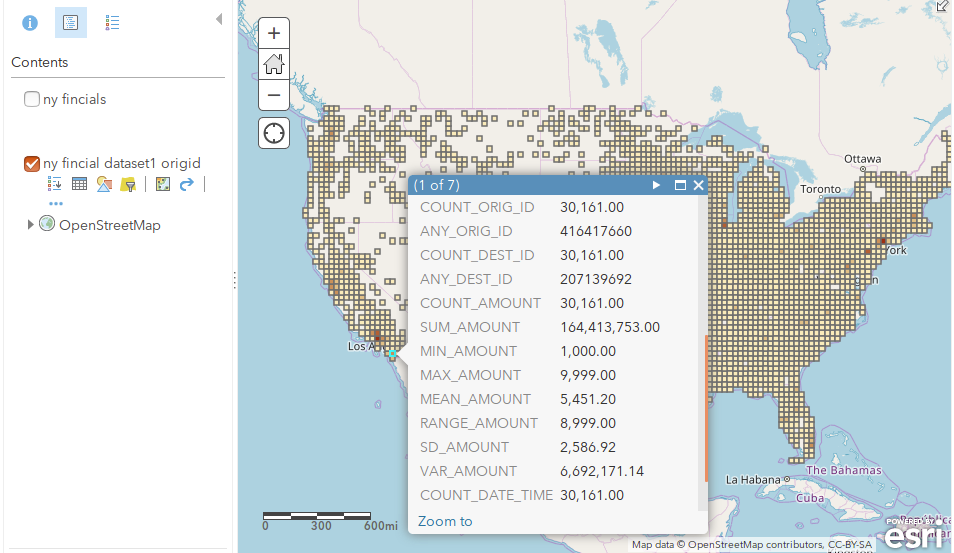 Contents
ny fincials
ny fincial dataset1 origid
OpenStreetMap
+
−
Ottawa
Toronto
York
Los A
(1 of 7)
COUNT_ORIG_ID 30,161.00
ANY_ORIG_ID 416417660
COUNT_DEST_ID 30,161.00
ANY_DEST_ID 207139692
COUNT_AMOUNT 30,161.00
SUM_AMOUNT 164,413,753.00
MIN_AMOUNT 1,000.00
MAX_AMOUNT 9,999.00
MEAN_AMOUNT 5,451.20
RANGE_AMOUNT 8,999.00
SD_AMOUNT 2,586.92
VAR_AMOUNT 6,692,171.14
COUNT_DATE_TIME 30,161.00
Zoom to
The Bahamas
La Habana
Cuba
0 300 600mi
POWERED BY
esri
Map data © OpenStreetMap contributors, CC-BY-SA